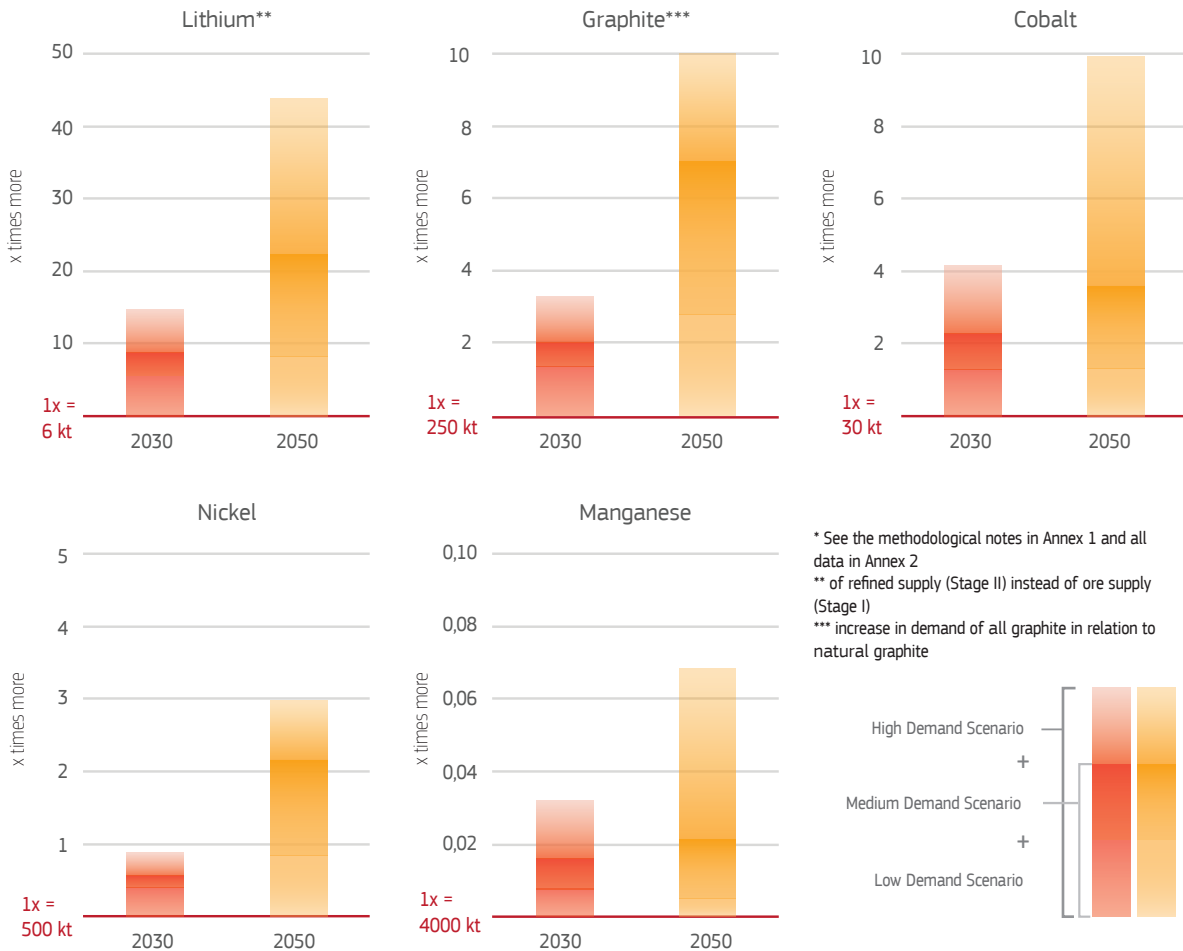 Lithium**
x times more
50
40
30
20
10
1x =
6 kt
2030
2050
Graphite***
x times more
10
8
6
4
2
1x =
250 kt
2030
2050
Cobalt
x times more
10
8
6
4
2
1x =
30 kt
2030
2050
Nickel
x times more
5
4
3
2
1
1x =
500 kt
2030
2050
Manganese
x times more
0,10
0,08
0,06
0,04
0,02
1x =
4000 kt
2030
2050
* See the methodological notes in Annex 1 and all
data in Annex 2
** of refined supply (Stage II) instead of ore supply
(Stage I)
*** increase in demand of all graphite in relation to
natural graphite
High Demand Scenario
+
Medium Demand Scenario
+
Low Demand Scenario